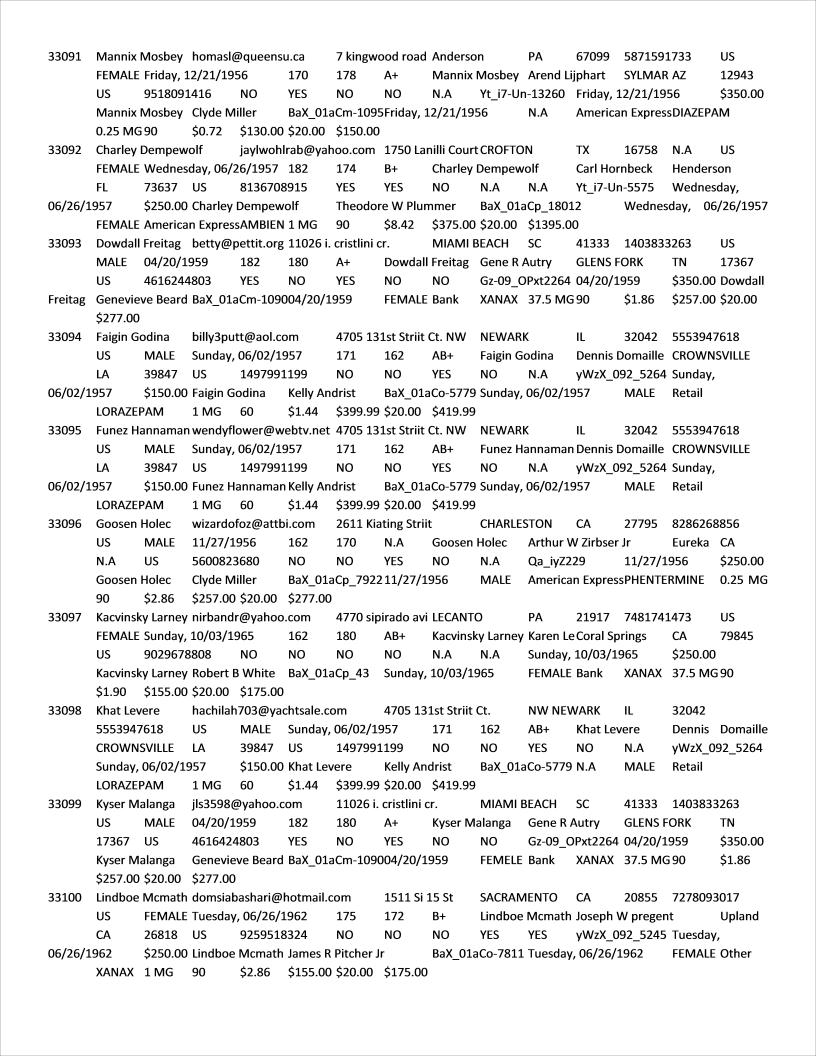 33091 Mannix Mosbey homasl@queensu.ca 7 kingwood road Anderson PA 67099 5871591733 US
FEMALE Friday, 12/21/1956 170 178 A+ Mannix Mosbey Arend Lijphart SYLMAR AZ 12943
US 9518091416 NO YES NO NO N.A Yt_i7-Un-13260 Friday, 12/21/1956 $350.00
Mannix Mosbey Clyde Miller BaX_01aCm-1095Friday, 12/21/1956 N.A American ExpressDIAZEPAM
0.25 MG 90 $0.72 $130.00 $20.00 $150.00
33092 Charley Dempewolf jaylwohlrab@yahoo.com 1750 Lanilli Court CROFTON TX 16758 N.A US
FEMALE Wednesday, 06/26/1957 182 174 B+ Charley Dempewolf Carl Hornbeck Henderson
FL 73637 US 8136708915 YES YES NO N.A N.A Yt_i7-Un-5575 Wednesday,
06/26/1957 $250.00 Charley Dempewolf Theodore W Plummer BaX_01aCp_18012 Wednesday, 06/26/1957
FEMALE American ExpressAMBIEN 1 MG 90 $8.42 $375.00 $20.00 $1395.00
33093 Dowdall Freitag betty@pettit.org 11026 i. cristlini cr. MIAMI BEACH SC 41333 1403833263 US
MALE 04/20/1959 182 180 A+ Dowdall Freitag Gene R Autry GLENS FORK TN 17367
US 4616244803 YES NO YES NO NO Gz-09_OPxt2264 04/20/1959 $350.00 Dowdall
Freitag Genevieve Beard BaX_01aCm-109004/20/1959 FEMALE Bank XANAX 37.5 MG 90 $1.86 $257.00 $20.00
$277.00
33094 Faigin Godina billy3putt@aol.com 4705 131st Striit Ct. NW NEWARK IL 32042 5553947618
US MALE Sunday, 06/02/1957 171 162 AB+ Faigin Godina Dennis Domaille CROWNSVILLE
LA 39847 US 1497991199 NO NO YES NO N.A yWzX_092_5264 Sunday,
06/02/1957 $150.00 Faigin Godina Kelly Andrist BaX_01aCo-5779 Sunday, 06/02/1957 MALE Retail
LORAZEPAM 1 MG 60 $1.44 $399.99 $20.00 $419.99
33095 Funez Hannaman wendyflower@webtv.net 4705 131st Striit Ct. NW NEWARK IL 32042 5553947618
US MALE Sunday, 06/02/1957 171 162 AB+ Funez Hannaman Dennis Domaille CROWNSVILLE
LA 39847 US 1497991199 NO NO YES NO N.A yWzX_092_5264 Sunday,
06/02/1957 $150.00 Funez Hannaman Kelly Andrist BaX_01aCo-5779 Sunday, 06/02/1957 MALE Retail
LORAZEPAM 1 MG 60 $1.44 $399.99 $20.00 $419.99
33096 Goosen Holec wizardofoz@attbi.com 2611 Kiating Striit CHARLESTON CA 27795 8286268856
US MALE 11/27/1956 162 170 N.A Goosen Holec Arthur W Zirbser Jr Eureka CA
N.A US 5600823680 NO NO YES NO N.A Qa_iyZ229 11/27/1956 $250.00
Goosen Holec Clyde Miller BaX_01aCp_7922 11/27/1956 MALE American ExpressPHENTERMINE 0.25 MG
90 $2.86 $257.00 $20.00 $277.00
33097 Kacvinsky Larney nirbandr@yahoo.com 4770 sipirado avi LECANTO PA 21917 7481741473 US
FEMALE Sunday, 10/03/1965 162 180 AB+ Kacvinsky Larney Karen Le Coral Springs CA 79845
US 9029678808 NO NO NO N.A N.A Sunday, 10/03/1965 $250.00
Kacvinsky Larney Robert B White BaX_01aCp_43 Sunday, 10/03/1965 FEMALE Bank XANAX 37.5 MG 90
$1.90 $155.00 $20.00 $175.00
33098 Khat Levere hachilah703@yachtsale.com 4705 131st Striit Ct. NW NEWARK IL 32042
5553947618 US MALE Sunday, 06/02/1957 171 162 AB+ Khat Levere Dennis Domaille
CROWNSVILLE LA 39847 US 1497991199 NO NO YES NO N.A yWzX_092_5264
Sunday, 06/02/1957 $150.00 Khat Levere Kelly Andrist BaX_01aCo-5779 N.A MALE Retail
LORAZEPAM 1 MG 60 $1.44 $399.99 $20.00 $419.99
33099 Kyser Malanga jls3598@yahoo.com 11026 i. cristlini cr. MIAMI BEACH SC 41333 1403833263
US MALE 04/20/1959 182 180 A+ Kyser Malanga Gene R Autry GLENS FORK TN
17367 US 4616424803 YES NO YES NO NO Gz-09_OPxt2264 04/20/1959 $350.00
Kyser Malanga Genevieve Beard BaX_01aCm-109004/20/1959 FEMELE Bank XANAX 37.5 MG 90 $1.86
$257.00 $20.00 $277.00
33100 Lindboe Mcmath domsiabashari@hotmail.com 1511 Si 15 St SACRAMENTO CA 20855 7278093017
US FEMALE Tuesday, 06/26/1962 175 172 B+ Lindboe Mcmath Joseph W pregent Upland
CA 26818 US 9259518324 NO NO NO YES YES yWzX_092_5245 Tuesday,
06/26/1962 $250.00 Lindboe Mcmath James R Pitcher Jr BaX_01aCo-7811 Tuesday, 06/26/1962 FEMALE Other
XANAX 1 MG 90 $2.86 $155.00 $20.00 $175.00